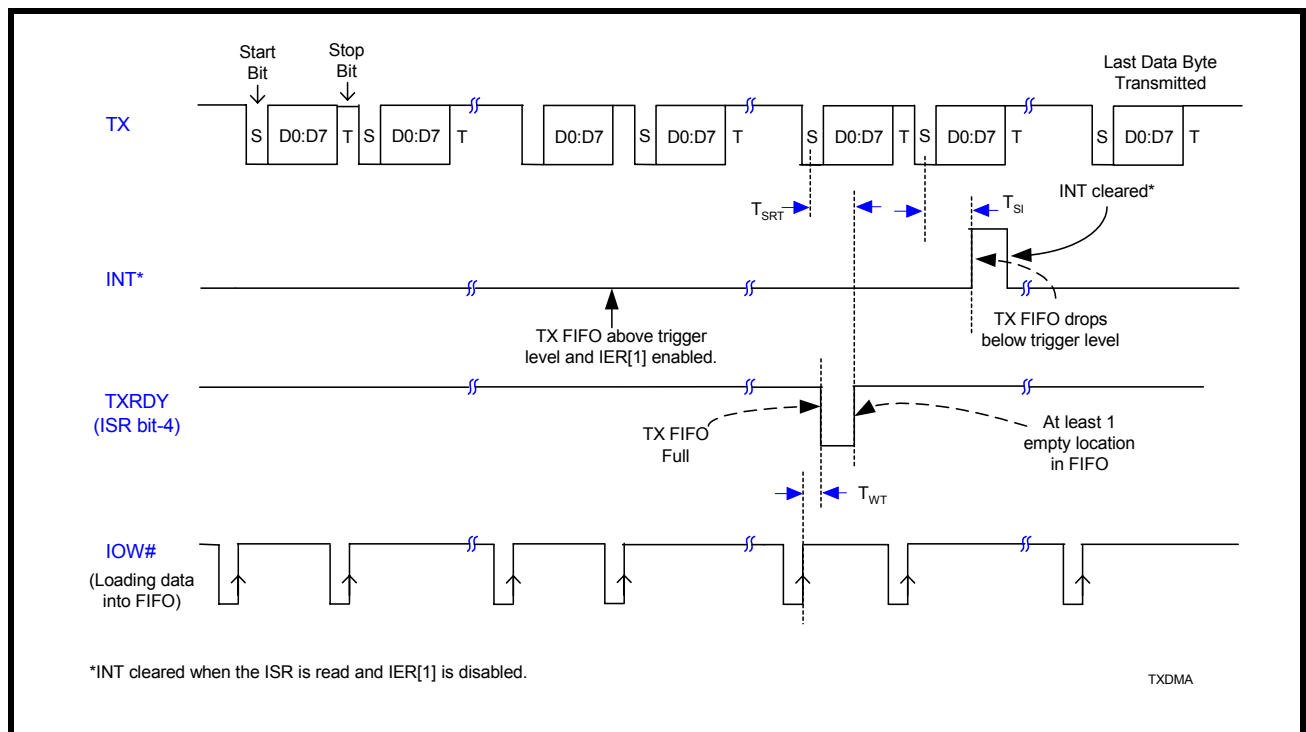 Start
Bit
Stop
Bit
Last Data Byte
Transmitted
TX
S D0:D7 T S D0:D7 T D0:D7 S D0:D7 T S D0:D7 T S D0:D7 T S D0:D7 T
TSRT
TSI
INT cleared*
INT*
TX FIFO above trigger
level and IER[1] enabled.
TX FIFO drops
below trigger level
TXRDY
(ISR bit-4)
TX FIFO
Full
At least 1
empty location
in FIFO
TWT
IOW#
(Loading data
into FIFO)
*INT cleared when the ISR is read and IER[1] is disabled.
TXDMA